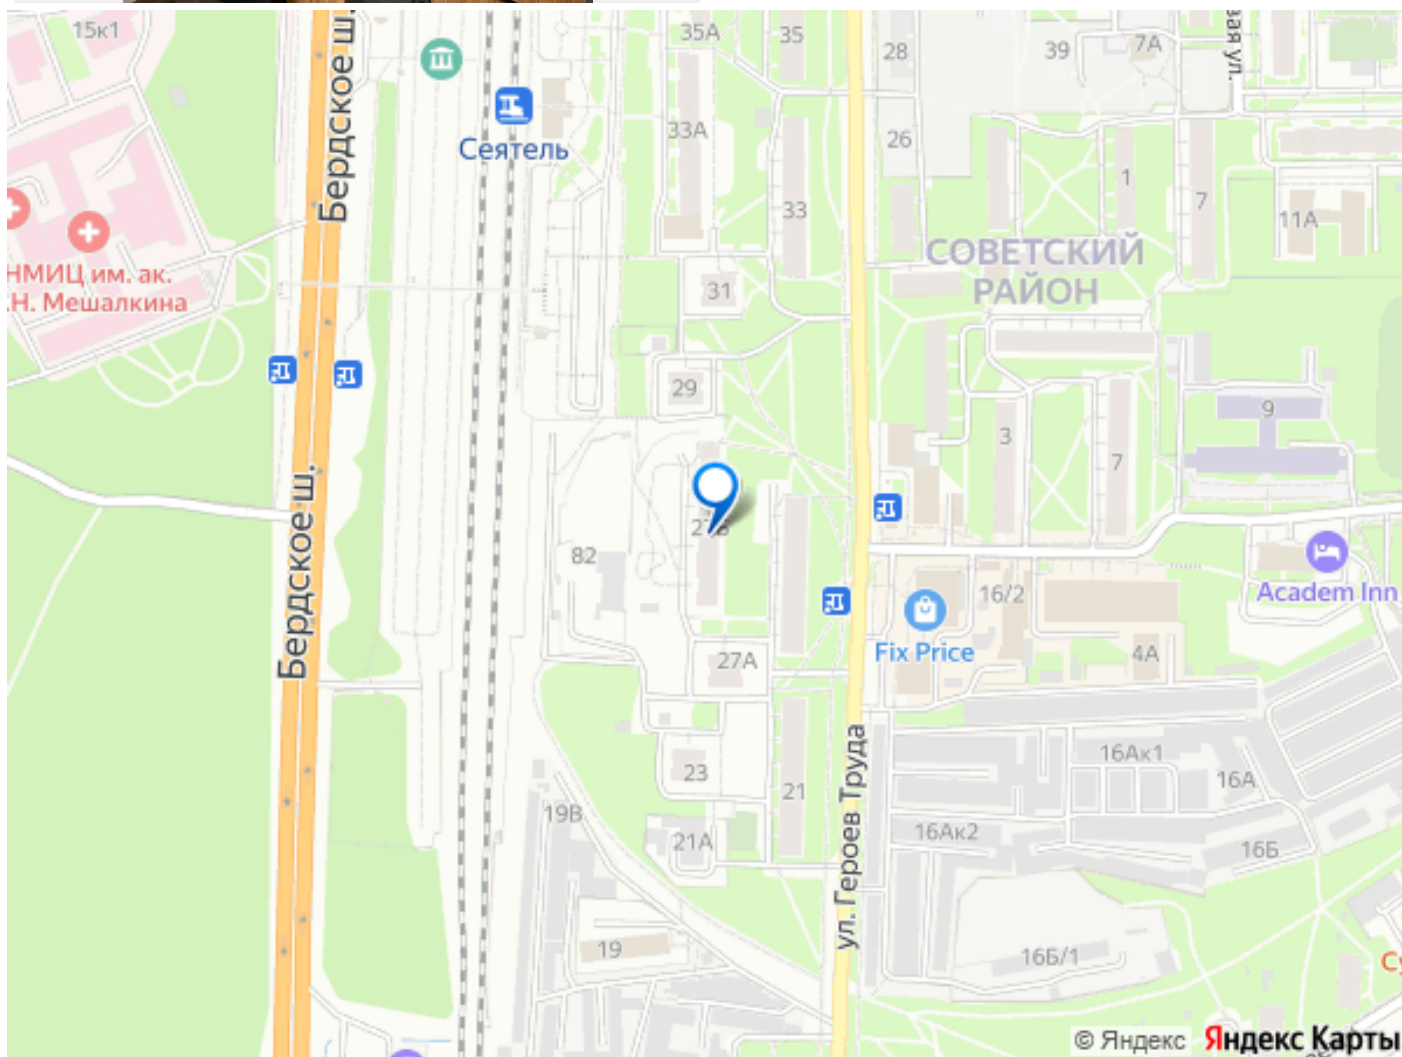 15к1
Бердское ш.
Сеятель
35А
35
28
39
7А
вая ул.
33А
26
33
1
7
11А
СОВЕТСКИЙ
РАЙОН
НМИЦ им. ак.
.Н. Мешалкина
31
29
3
7
9
Бердское ш.
82
16/2
Academ Inn
Fix Price
27А
4А
23
21
ул. Героев Труда
16Ак1
16А
19В
21А
16Ак2
16Б
19
16Б/1
© Яндекс
Яндекс Карты